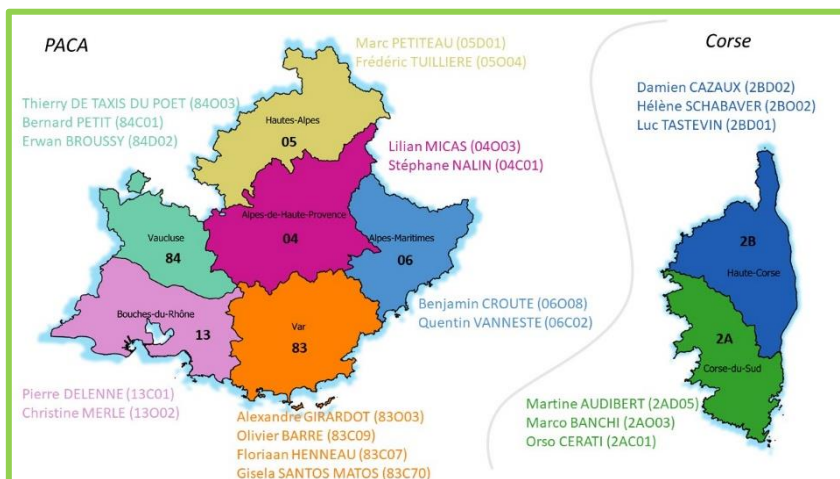 PACA
Marc PETITEAU (05D01)
Frédéric TUILLIERE (05O04)
Thierry DE TAXIS DU POET (84O03)
Bernard PETIT (84C01)
Erwan BROUSSY (84D02)
Hautes-Alpes
05
Lilian MICAS (04O03)
Stéphane NALIN (04C01)
Alpes-de-Haute-Provence
04
Vaucluse
84
Alpes-Maritimes
06
Benjamin CROUTE (06O08)
Quentin VANNESTE (06C02)
Bouches-du-Rhône
13
Var
83
Pierre DELENNE (13C01)
Christine MERLE (13O02)
Alexandre GIRARDOT (83O03)
Olivier BARRE (83C09)
Floriaan HENNEAU (83C07)
Gisela SANTOS MATOS (83C70)
Corse
Damien CAZAUX (2BD02)
Hélène SCHABAVER (2BO02)
Luc TASTEVIN (2BD01)
2B
Haute-Corse
2A
Corse-du-Sud
Martine AUDIBERT (2AD05)
Marco BANCHI (2AO03)
Orso CERATI (2AC01)